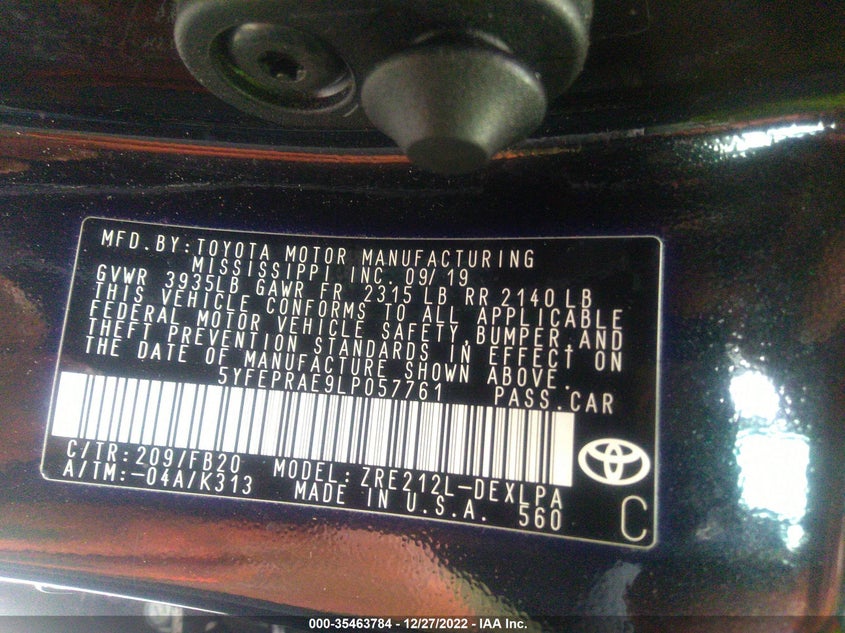 MFD.BY:TOYOTA MOTOR MANUFACTURING
MISSISSIPPI INC. 09/19
GVWR 3935LB GAWR FR 2315 LB RR 2140 LB
THIS VEHICLE CONFORMS TO ALL APPLICABLE
FEDERAL MOTOR VEHICLE SAFETY,BUMPER,AND
THEFT PREVENTION STANDARDS IN EFFECT ON
THE DATE OF MANUFACTURE SHOWN ABOVE.
5YFEPRAE9LP057761 PASS.CAR
C/TR:209/FB20 MODEL:ZRE212L-DEXLPA
A/TM:-04A/K313 MADE IN U.S.A. 560
C
000-35463784 - 12/27/2022 - IAA Inc.